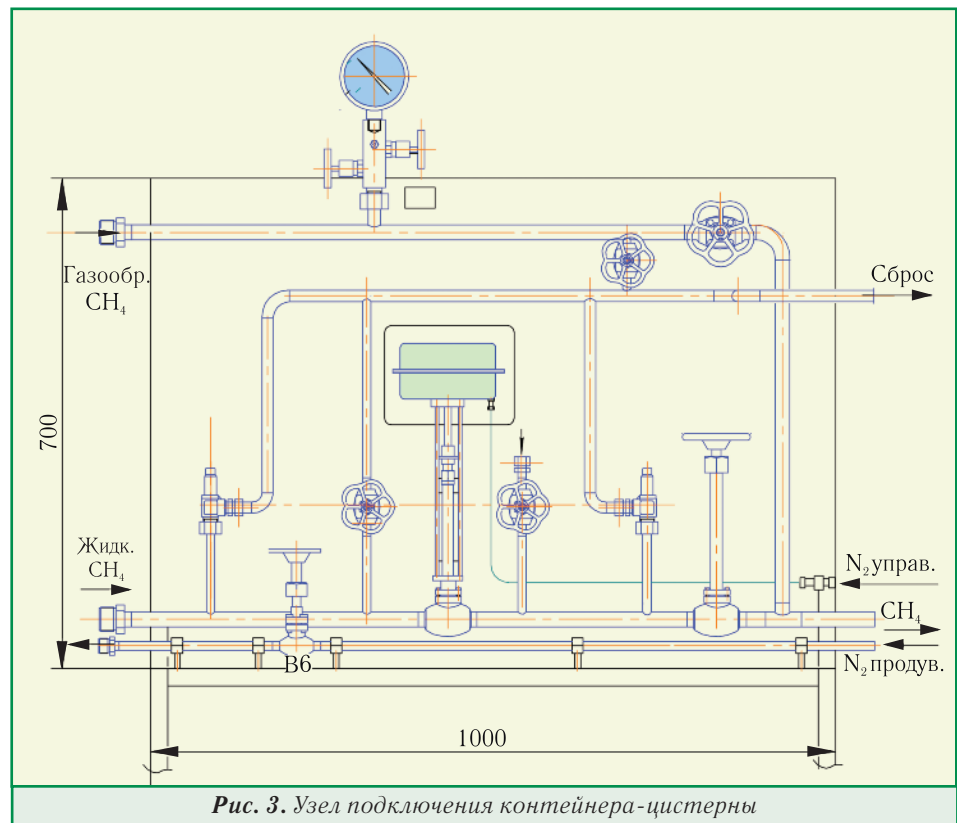 Газообр.
CH₄
Сброс
700
Жидк.
CH₄
N₂ управ.
CH₄
N₂ продув.
В6
1000
Рис. 3. Узел подключения контейнера-цистерны